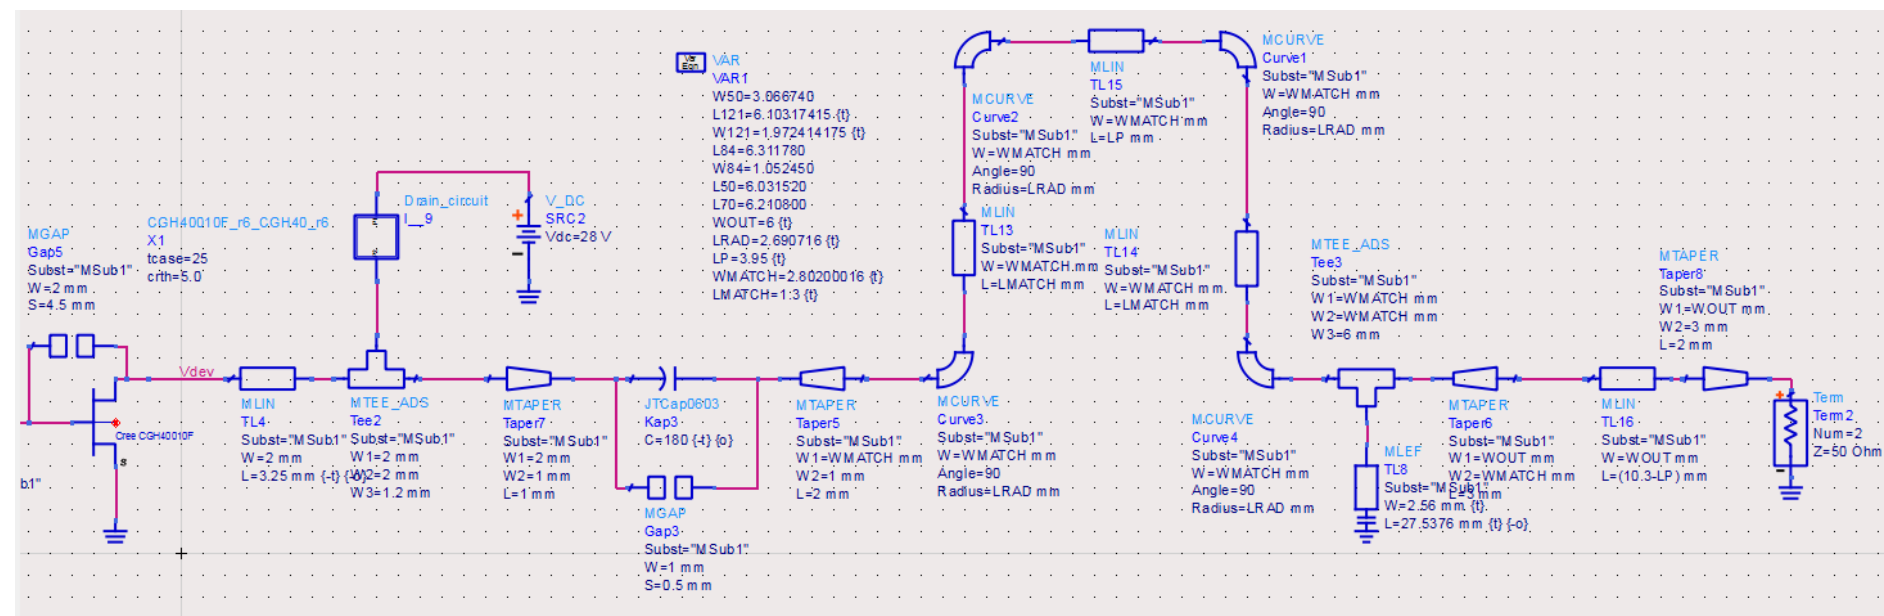 MGAP
Gap5
Subst="MSub1"
W=2 mm
S=4.5 mm
CGH40010F_r6_CGH40_r6
X1
tcase=25
crth=5.0
Vdev
Cree CGH40010F
S
b1"
MLIN
TL4
Subst="MSub1"
W=2 mm
L=3.25 mm {-t}
Drain_circuit
I__9
V_DC
SRC2
Vdc=28 V
MTEE_ADS
Tee2
Subst="MSub1"
W1=2 mm
W2=2 mm
W3=1.2 mm
MTAPER
Taper7
Subst="MSub1"
W1=2 mm
W2=1 mm
L=1 mm
Var
Eqn
VAR
VAR1
W50=3.066740
L121=6.10317415 {t}
W121=1.972414175 {t}
L84=6.311780
W84=1.052450
L50=6.031520
L70=6.210800
WOUT=6 {t}
LRAD=2.690716 {t}
LP=3.95 {t}
WMATCH=2.80200016 {t}
LMATCH=1.3 {t}
JTCap0603
Kap3
C=180 {-t} {o}
MGAP
Gap3
Subst="MSub1"
W=1 mm
S=0.5 mm
MTAPER
Taper5
Subst="MSub1"
W1=WMATCH mm
W2=1 mm
L=2 mm
MCURVE
Curve3
Subst="MSub1"
W=WMATCH mm
Angle=90
Radius=LRAD mm
MLIN
TL13
Subst="MSub1"
W=WMATCH mm
L=LMATCH mm
MCURVE
Curve2
Subst="MSub1"
W=WMATCH mm
Angle=90
Radius=LRAD mm
MLIN
TL15
Subst="MSub1"
W=WMATCH mm
L=LP mm
MCURVE
Curve1
Subst="MSub1"
W=WMATCH mm
Angle=90
Radius=LRAD mm
MLIN
TL14
Subst="MSub1"
W=WMATCH mm
L=LMATCH mm
MCURVE
Curve4
Subst="MSub1"
W=WMATCH mm
Angle=90
Radius=LRAD mm
MTEE_ADS
Tee3
Subst="MSub1"
W1=WMATCH mm
W2=WMATCH mm
W3=6 mm
MLEF
TL8
Subst="MSub1"
W=2.56 mm {t}
L=27.5376 mm {t} {-o}
MTAPER
Taper6
Subst="MSub1"
W1=WOUT mm
W2=WMATCH mm
L=3 mm
MLIN
TL16
Subst="MSub1"
W=WOUT mm
L=(10.3-LP) mm
MTAPER
Taper8
Subst="MSub1"
W1=WOUT mm
W2=3 mm
L=2 mm
Term
Term2
Num=2
Z=50 Ohm